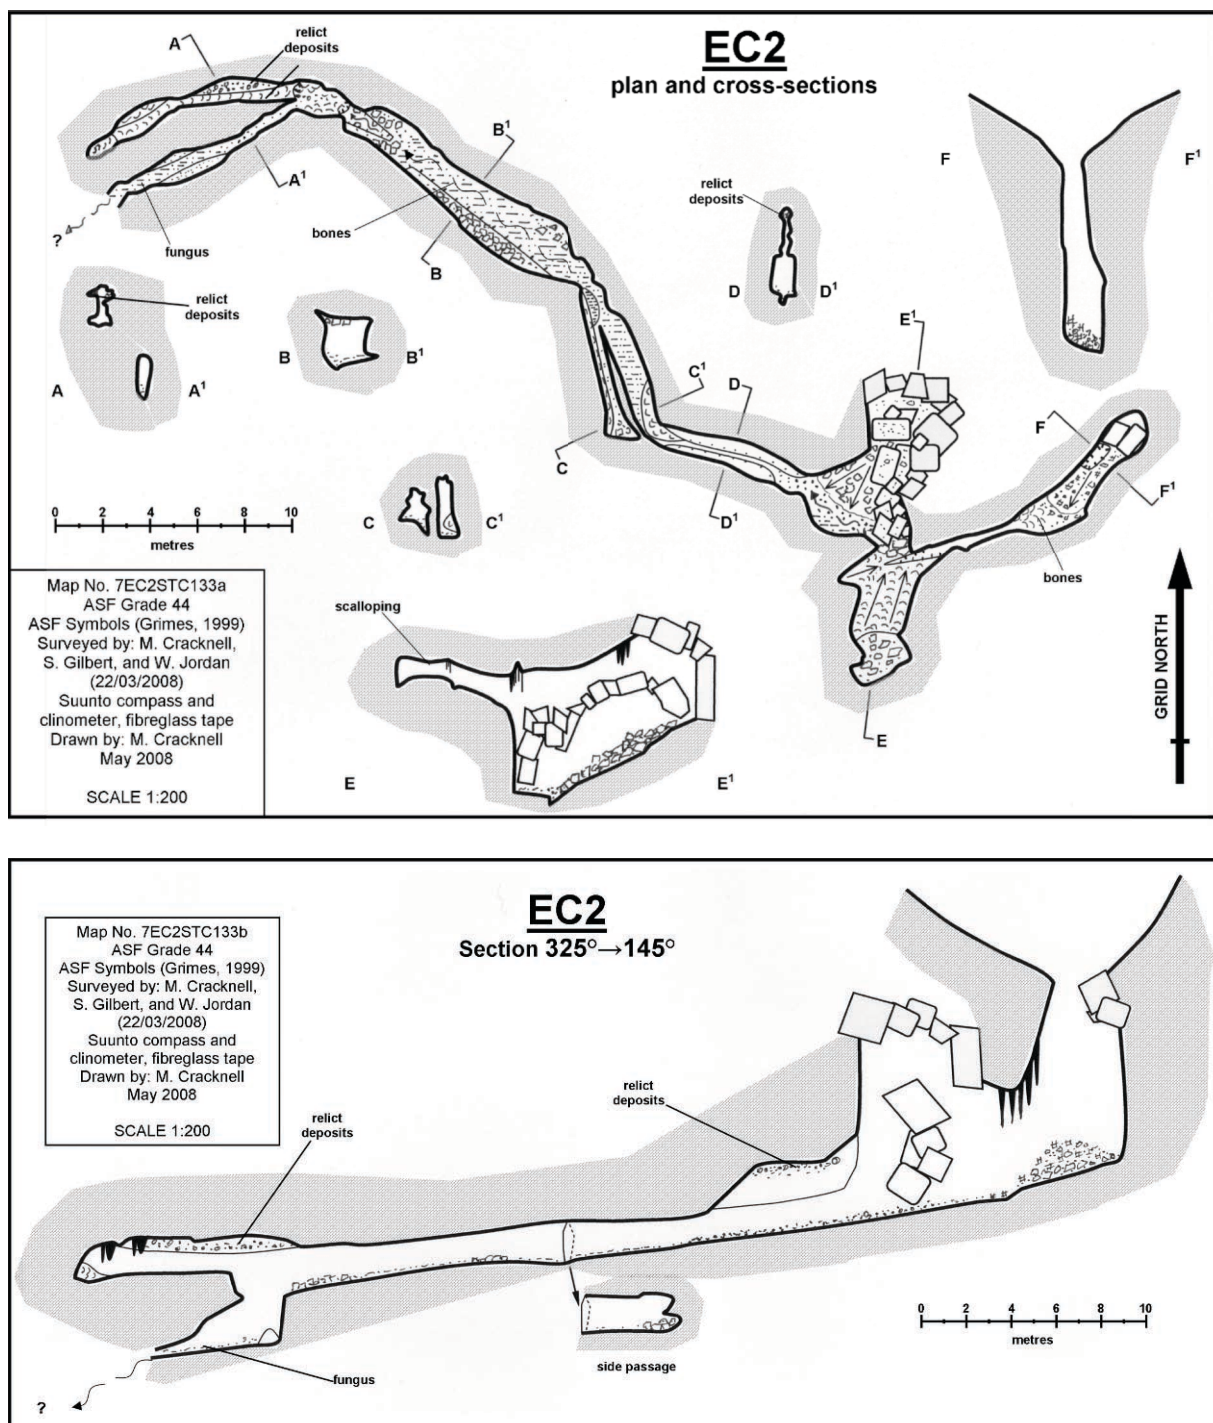 EC2
plan and cross-sections
A
relict
deposits
B¹
F
F¹
A¹
relict
deposits
bones
?
fungus
B
D
D¹
E¹
relict
deposits
B
B¹
C¹
D
F
A
A¹
C
F¹
D¹
C
C¹
bones
0 2 4 6 8 10
metres
Map No. 7EC2STC133a
ASF Grade 44
ASF Symbols (Grimes, 1999)
Surveyed by: M. Cracknell,
S. Gilbert, and W. Jordan
(22/03/2008)
Suunto compass and
clinometer, fibreglass tape
Drawn by: M. Cracknell
May 2008
SCALE 1:200
scalloping
E
E
E¹
GRID NORTH
EC2
Section 325°→145°
Map No. 7EC2STC133b
ASF Grade 44
ASF Symbols (Grimes, 1999)
Surveyed by: M. Cracknell,
S. Gilbert, and W. Jordan
(22/03/2008)
Suunto compass and
clinometer, fibreglass tape
Drawn by: M. Cracknell
May 2008
SCALE 1:200
relict
deposits
relict
deposits
0 2 4 6 8 10
metres
side passage
fungus
?